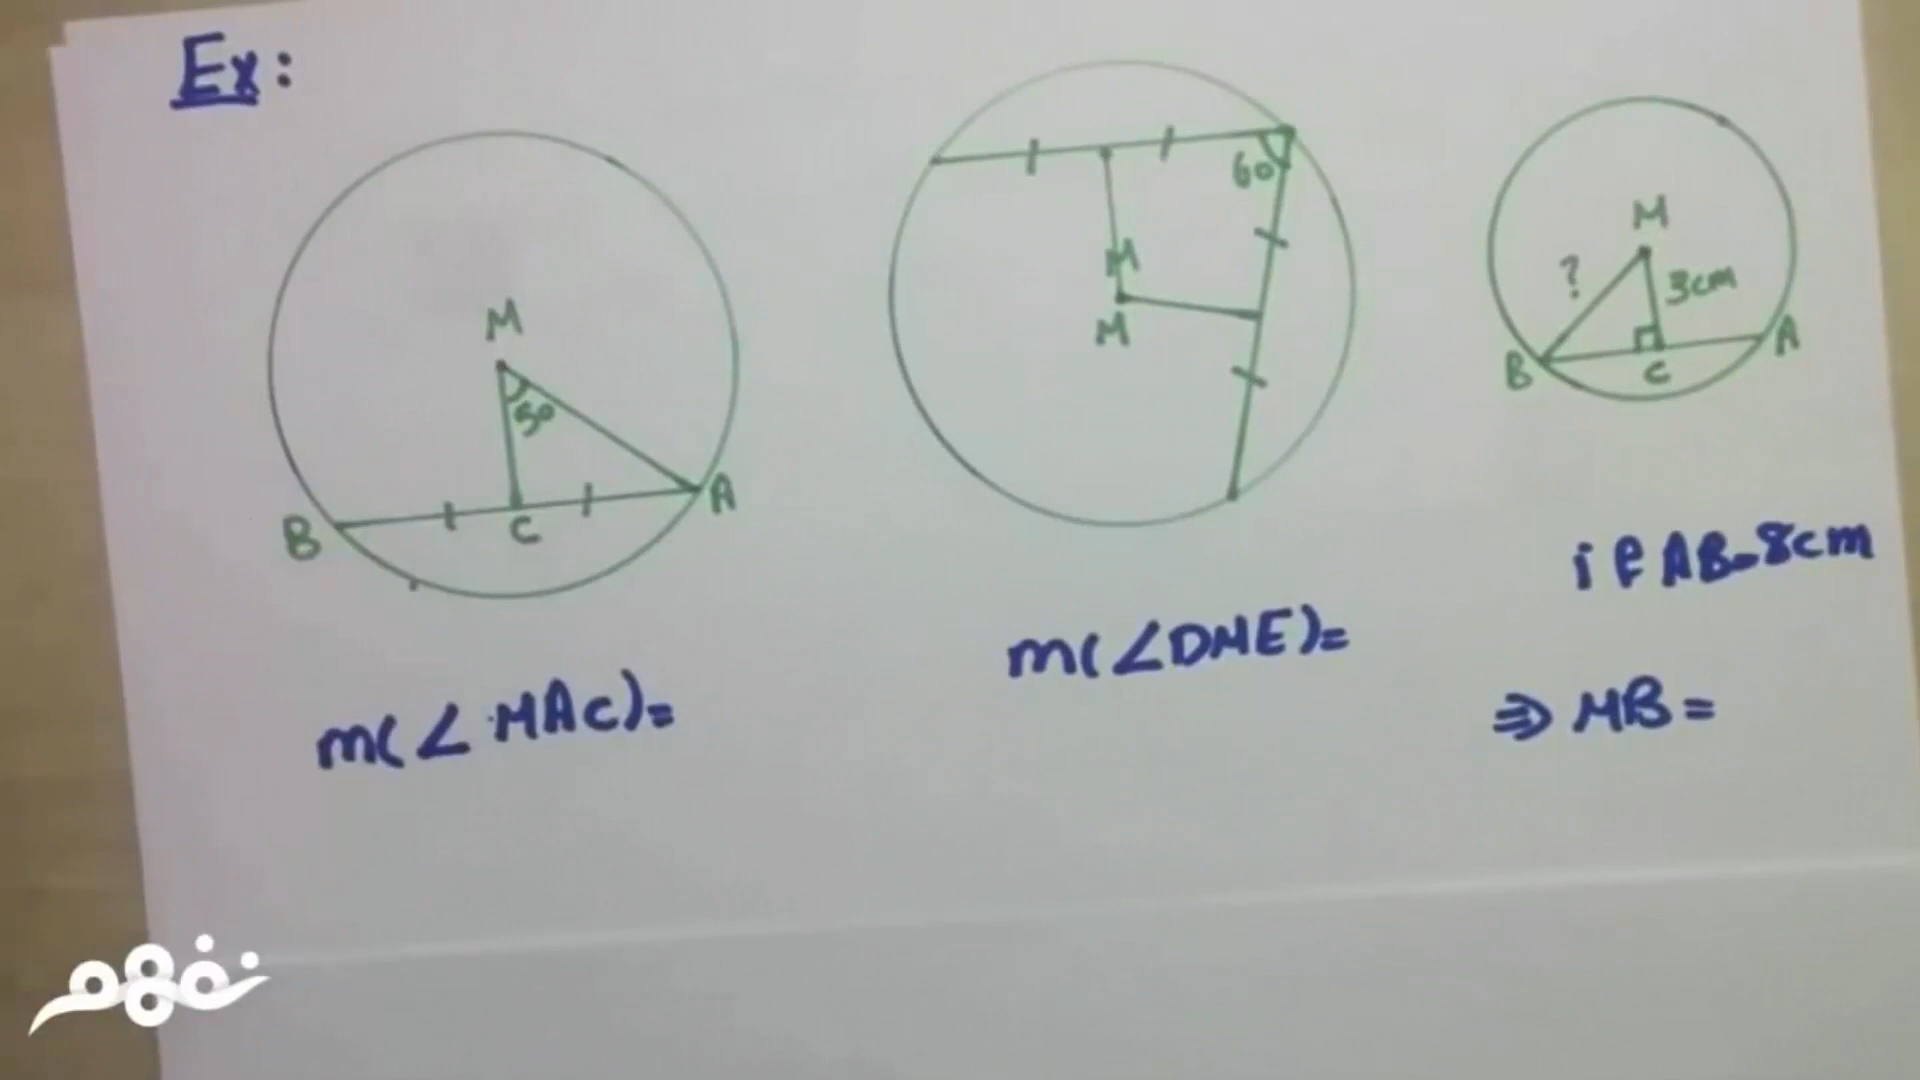 Ex:
M
50
B
C
A
60
M
M
M
?
3cm
B
C
A
if AB=8cm
m(∠DME)=
m(∠MAC)=
⇒ MB=
نفهم